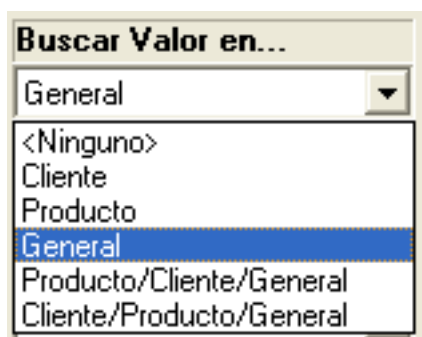 Buscar Valor en...
General
<Ninguno>
Cliente
Producto
General
Producto/Cliente/General
Cliente/Producto/General